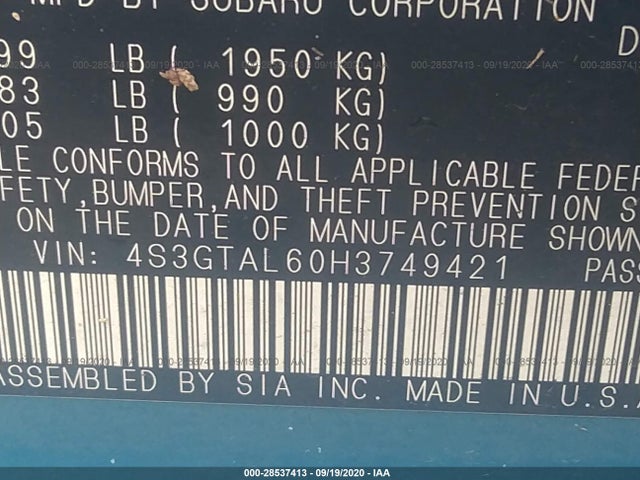 MFD BY SUBARU CORPORATION D
99 LB ( 1950 KG)
83 LB ( 990 KG)
05 LB ( 1000 KG)
LE CONFORMS TO ALL APPLICABLE FEDER
FETY, BUMPER, AND THEFT PREVENTION S
ON THE DATE OF MANUFACTURE SHOWN
VIN: 4S3GTAL60H3749421 PASS
ASSEMBLED BY SIA INC. MADE IN U.S.A
000-28537413 - 09/19/2020 - IAA